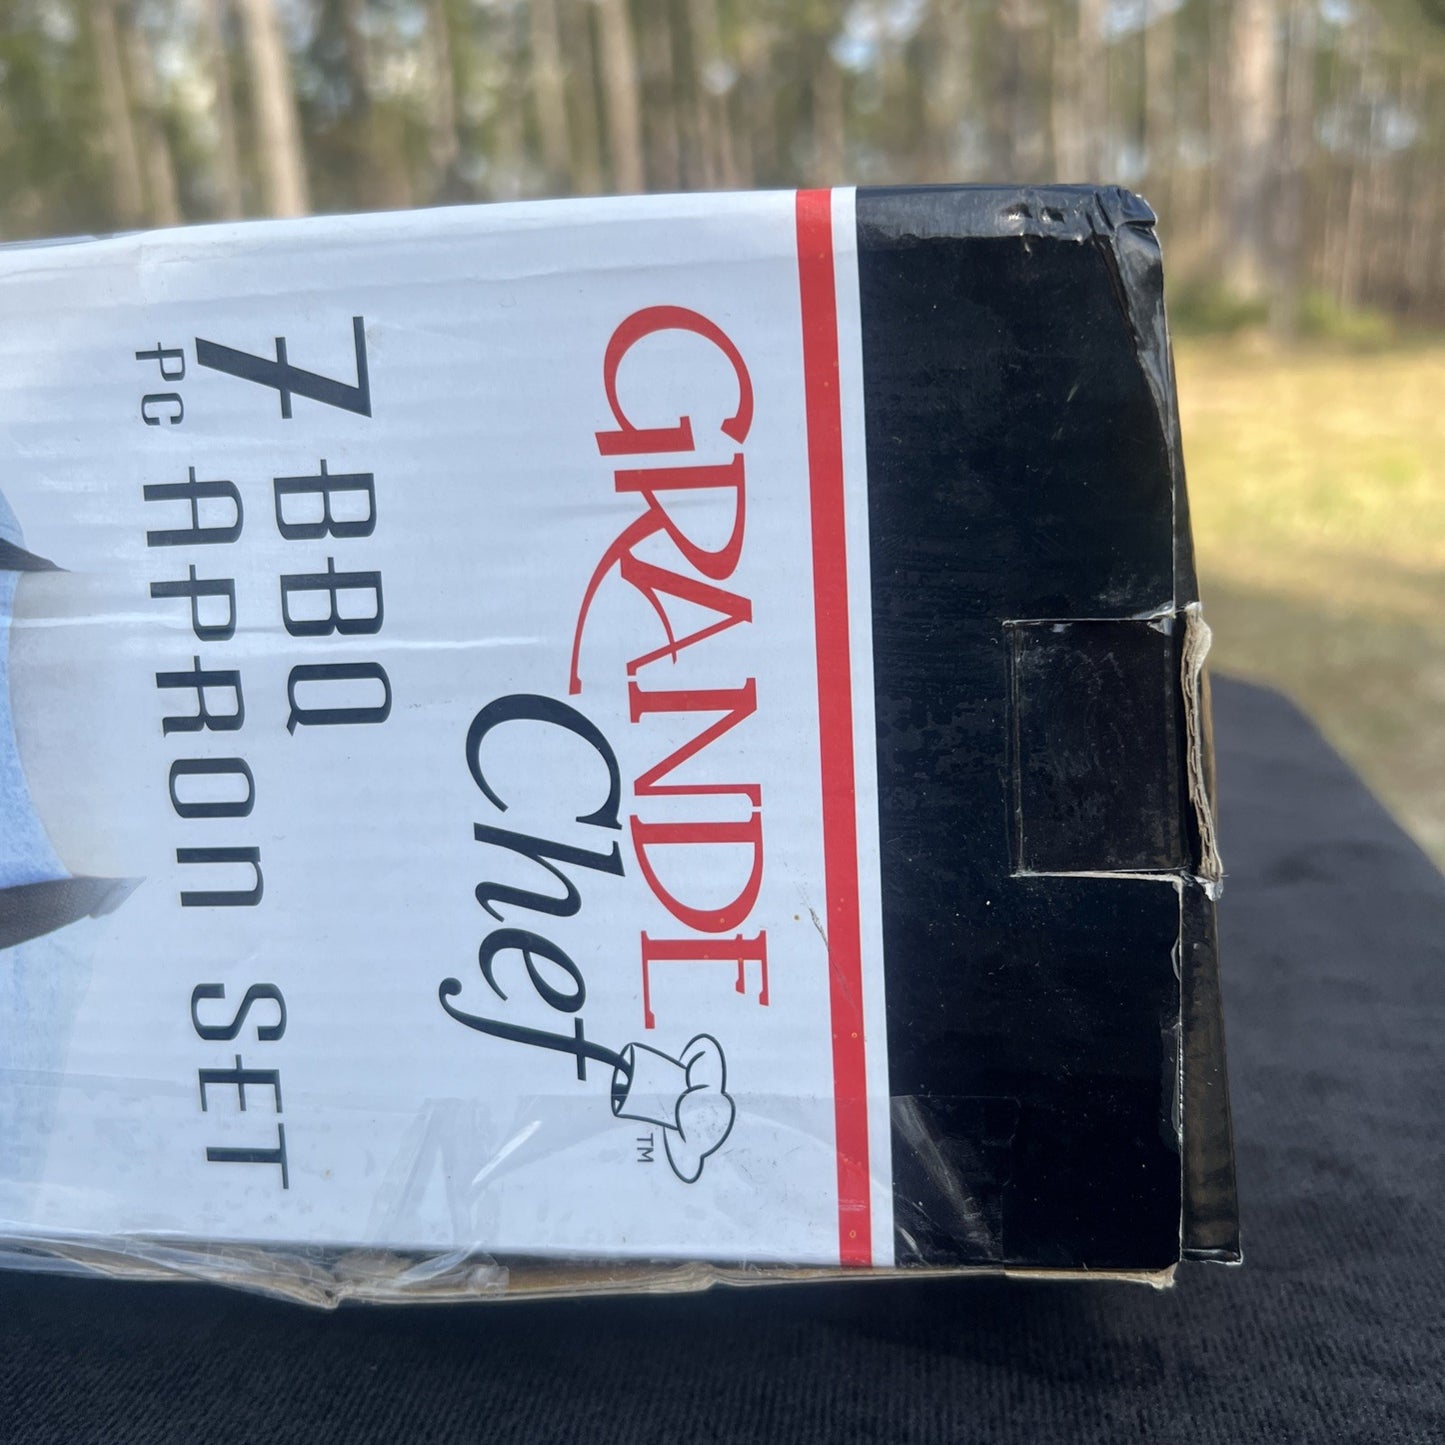 GRANDE
Chef
TM
7 BBQ
PC APRON SET